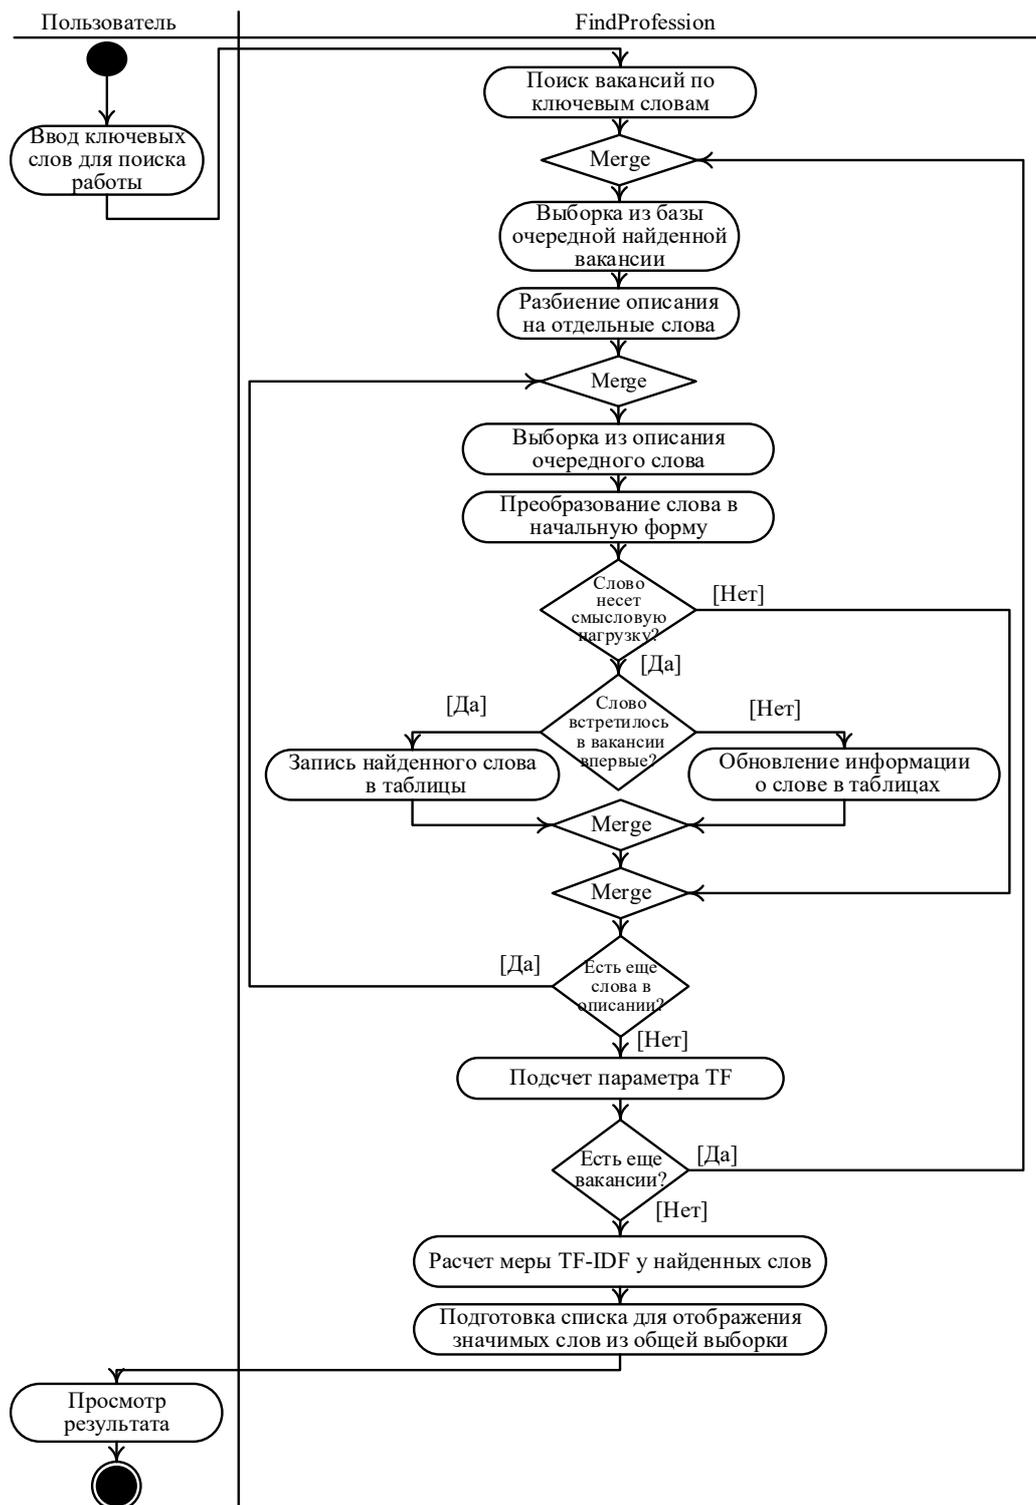 Пользователь
FindProfession
Поиск вакансий по
ключевым словам
Ввод ключевых
слов для поиска
работы
Merge
Выборка из базы
очередной найденной
вакансии
Разбиение описания
на отдельные слова
Merge
Выборка из описания
очередного слова
Преобразование слова в
начальную форму
Слово
несет
смысловую
нагрузку?
[Нет]
[Да]
Слово
встретилось
в вакансии
впервые?
[Да]
[Нет]
Запись найденного слова
в таблицы
Обновление информации
о слове в таблицах
Merge
Merge
Есть еще
слова в
описании?
[Да]
[Нет]
Подсчет параметра TF
Есть еще
вакансии?
[Да]
[Нет]
Расчет меры TF-IDF у найденных слов
Подготовка списка для отображения
значимых слов из общей выборки
Просмотр
результата